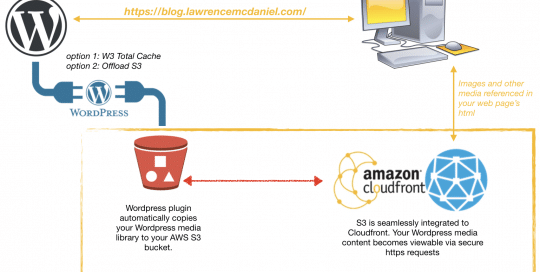 https://blog.lawrencemcdaniel.com/
option 1: W3 Total Cache
option 2: Offload S3
WORDPRESS
Images and other
media referenced in
your web page's
html
Wordpress plugin
automatically copies
your Wordpress media
library to your AWS S3
bucket.
amazon
cloudfront
S3 is seamlessly integrated to
Cloudfront. Your Wordpress media
content becomes viewable via secure
https requests